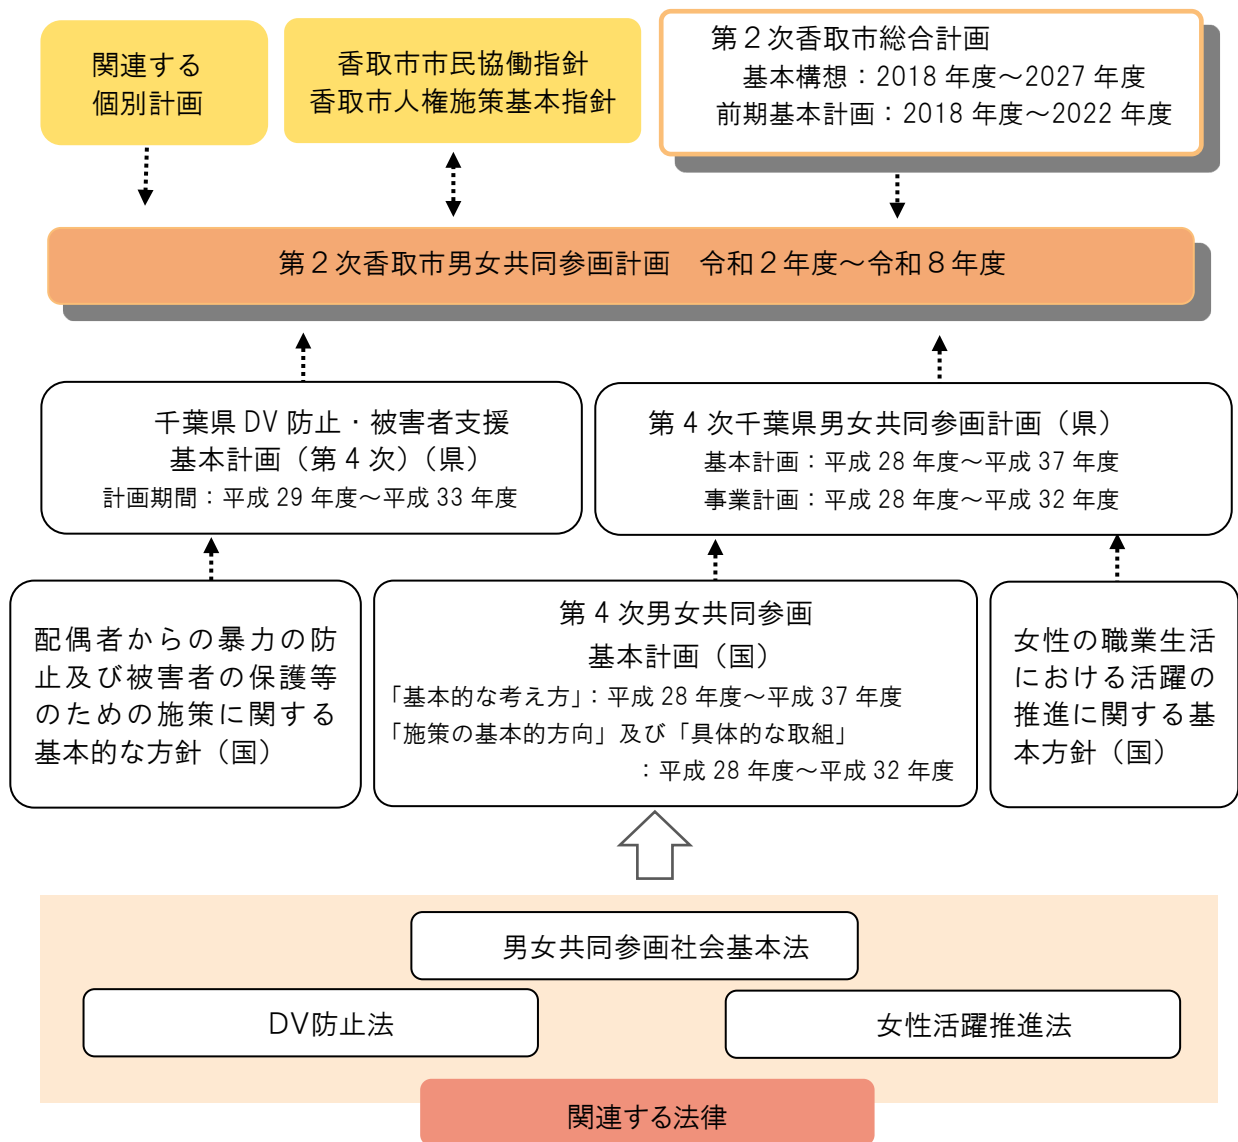 関連する
個別計画
香取市市民協働指針
香取市人権施策基本指針
第２次香取市総合計画
基本構想：2018 年度～2027 年度
前期基本計画：2018 年度～2022 年度
第２次香取市男女共同参画計画　令和２年度～令和８年度
千葉県 DV 防止・被害者支援
基本計画（第４次）（県）
計画期間：平成 29 年度～平成 33 年度
第 4 次千葉県男女共同参画計画（県）
基本計画：平成 28 年度～平成 37 年度
事業計画：平成 28 年度～平成 32 年度
配偶者からの暴力の防
止及び被害者の保護等
のための施策に関する
基本的な方針（国）
第 4 次男女共同参画
基本計画（国）
「基本的な考え方」：平成 28 年度～平成 37 年度
「施策の基本的方向」及び「具体的な取組」
：平成 28 年度～平成 32 年度
女性の職業生活
における活躍の
推進に関する基
本方針（国）
男女共同参画社会基本法
DV防止法
女性活躍推進法
関連する法律